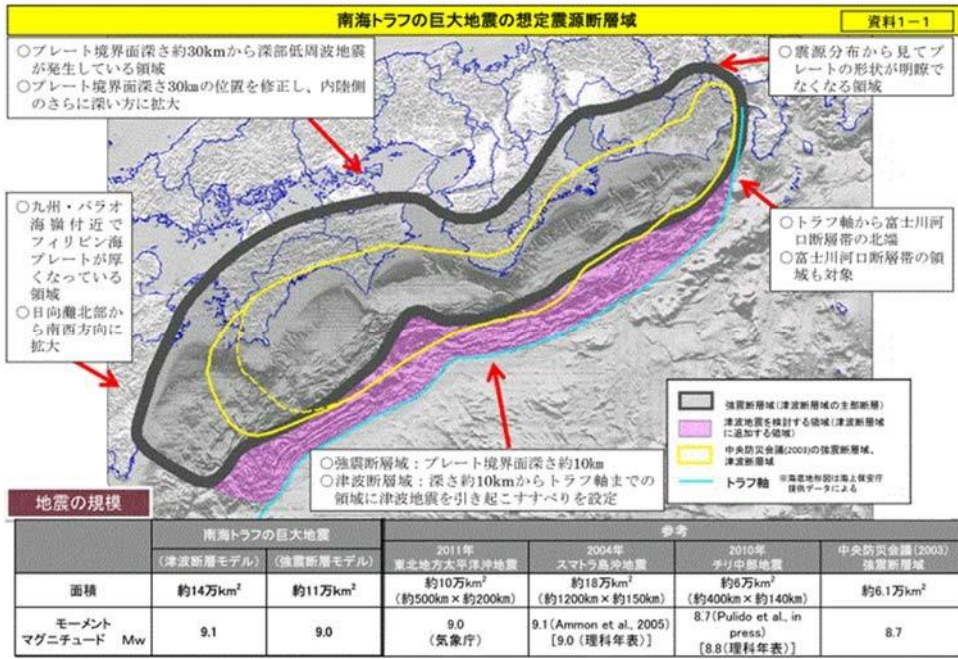 南海トラフの巨大地震の想定震源断層域
資料1-1
○プレート境界面深さ約30kmから深部低周波地震
が発生している領域
○プレート境界面深さ30kmの位置を修正し、内陸側
のさらに深い方に拡大
○震源分布から見てプ
レートの形状が明瞭で
なくなる領域
○九州・パラオ
海嶺付近で
フィリピン海
プレートが厚
くなっている
領域
○日向灘北部か
ら南西方向に
拡大
○トラフ軸から富士川河
口断層帯の北端
○富士川河口断層帯の領
域も対象
○強震断層域:プレート境界面深さ約10km
○津波断層域:深さ約10kmからトラフ軸までの
領域に津波地震を引き起こすすべりを設定
強震断層域(津波断層域の主部断層)
津波地震を検討する領域(津波断層域
に追加する領域)
中央防災会議(2003)の強震断層域、
津波断層域
トラフ軸
※海底地形図は海上保安庁
提供データによる
地震の規模
南海トラフの巨大地震
参考
(津波断層モデル)
(強震断層モデル)
2011年
東北地方太平洋沖地震
2004年
スマトラ島沖地震
2010年
チリ中部地震
中央防災会議(2003)
強震断層域
面積
約14万km²
約11万km²
約10万km²
(約500km×約200km)
約18万km²
(約1200km×約150km)
約6万km²
(約400km×約140km)
約6.1万km²
モーメント
マグニチュード Mw
9.1
9.0
9.0
(気象庁)
9.1(Ammon et al., 2005)
[9.0 (理科年表)]
8.7(Pulido et al., in
press)
[8.8(理科年表)]
8.7